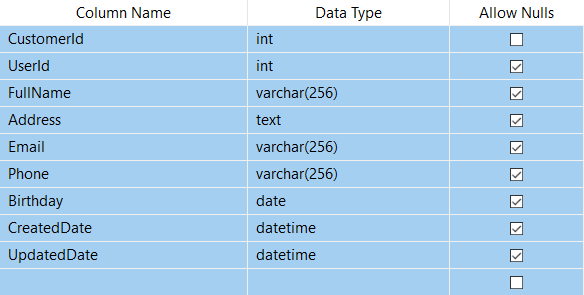 Column Name Data Type Allow Nulls
CustomerId int
UserId int
FullName varchar(256)
Address text
Email varchar(256)
Phone varchar(256)
Birthday date
CreatedDate datetime
UpdatedDate datetime